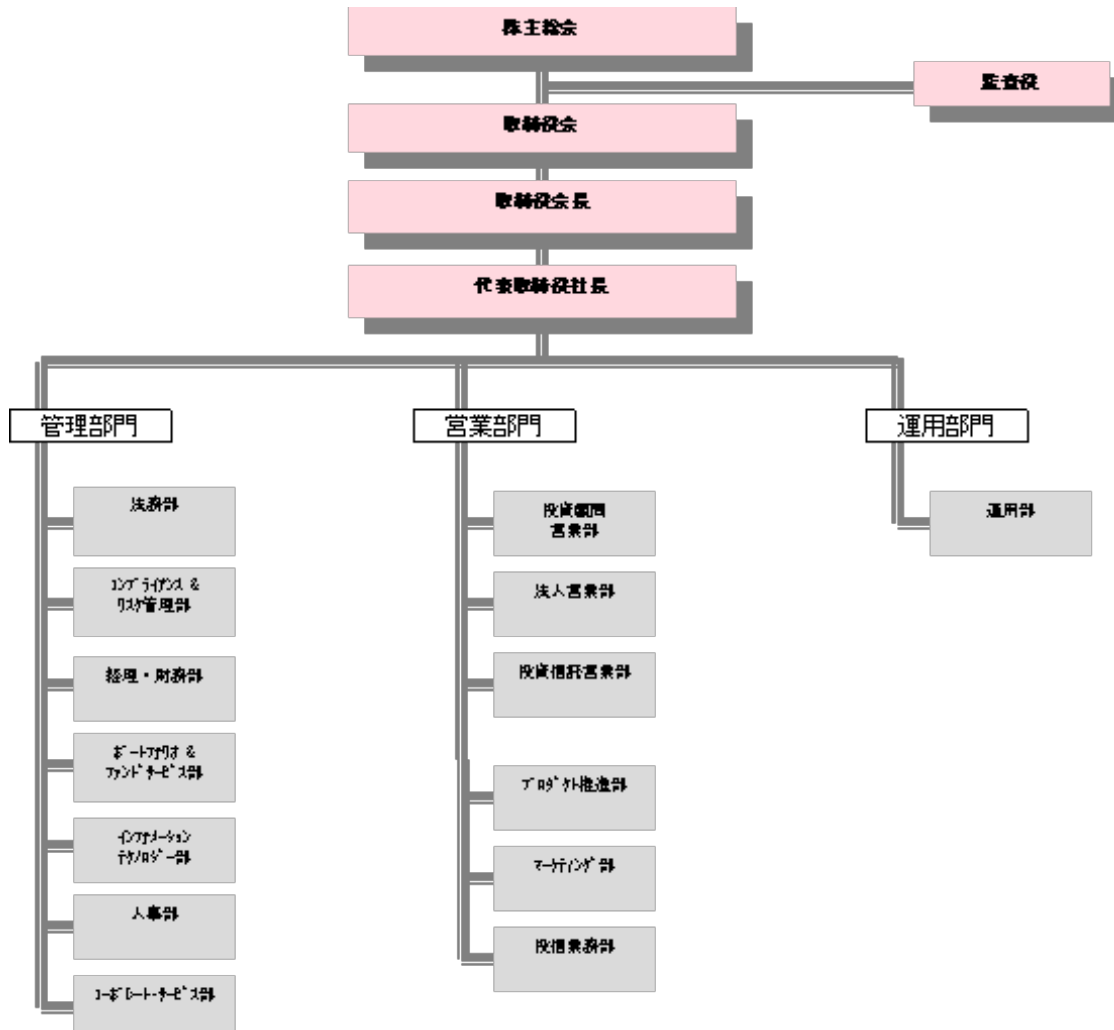 株主総会
監査役
取締役会
取締役会長
代表取締役社長
管理部門
営業部門
運用部門
法務部
ｺﾝﾌﾟﾗｲｱﾝｽ &
ﾘｽｸ管理部
経理・財務部
ﾎﾟｰﾄﾌｫﾘｵ &
ﾌｧﾝﾄﾞｻｰﾋﾞｽ部
ｲﾝﾌｫﾒｰｼｮﾝ
ﾃｸﾉﾛｼﾞｰ部
人事部
ｺｰﾎﾟﾚｰﾄ･ｻｰﾋﾞｽ部
投資顧問
営業部
法人営業部
投資信託営業部
ﾌﾟﾛﾀﾞｸﾄ推進部
ﾏｰｹﾃｨﾝｸﾞ部
投信業務部
運用部